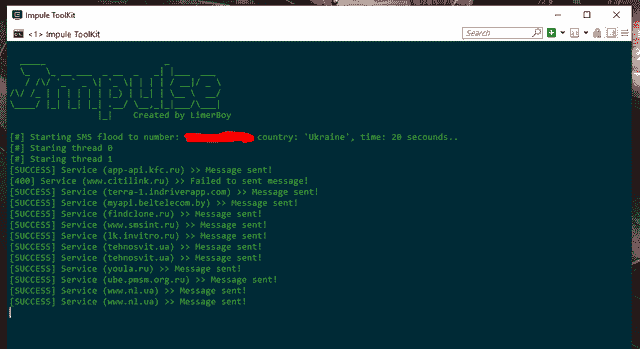 Impule ToolKit
<1> Impule ToolKit
Search
Impulse
Created by LimerBoy
[#] Starting SMS flood to number: country: 'Ukraine', time: 20 secounds..
[#] Staring thread 0
[#] Staring thread 1
[SUCCESS] Service (app-api.kfc.ru) >> Message sent!
[400] Service (www.citilink.ru) >> Failed to sent message!
[SUCCESS] Service (terra-1.indriverapp.com) >> Message sent!
[SUCCESS] Service (myapi.beltelecom.by) >> Message sent!
[SUCCESS] Service (findclone.ru) >> Message sent!
[SUCCESS] Service (www.smsint.ru) >> Message sent!
[SUCCESS] Service (lk.invitro.ru) >> Message sent!
[SUCCESS] Service (tehnosvit.ua) >> Message sent!
[SUCCESS] Service (tehnosvit.ua) >> Message sent!
[SUCCESS] Service (youla.ru) >> Message sent!
[SUCCESS] Service (ube.pmsm.org.ru) >> Message sent!
[SUCCESS] Service (www.nl.ua) >> Message sent!
[SUCCESS] Service (www.nl.ua) >> Message sent!